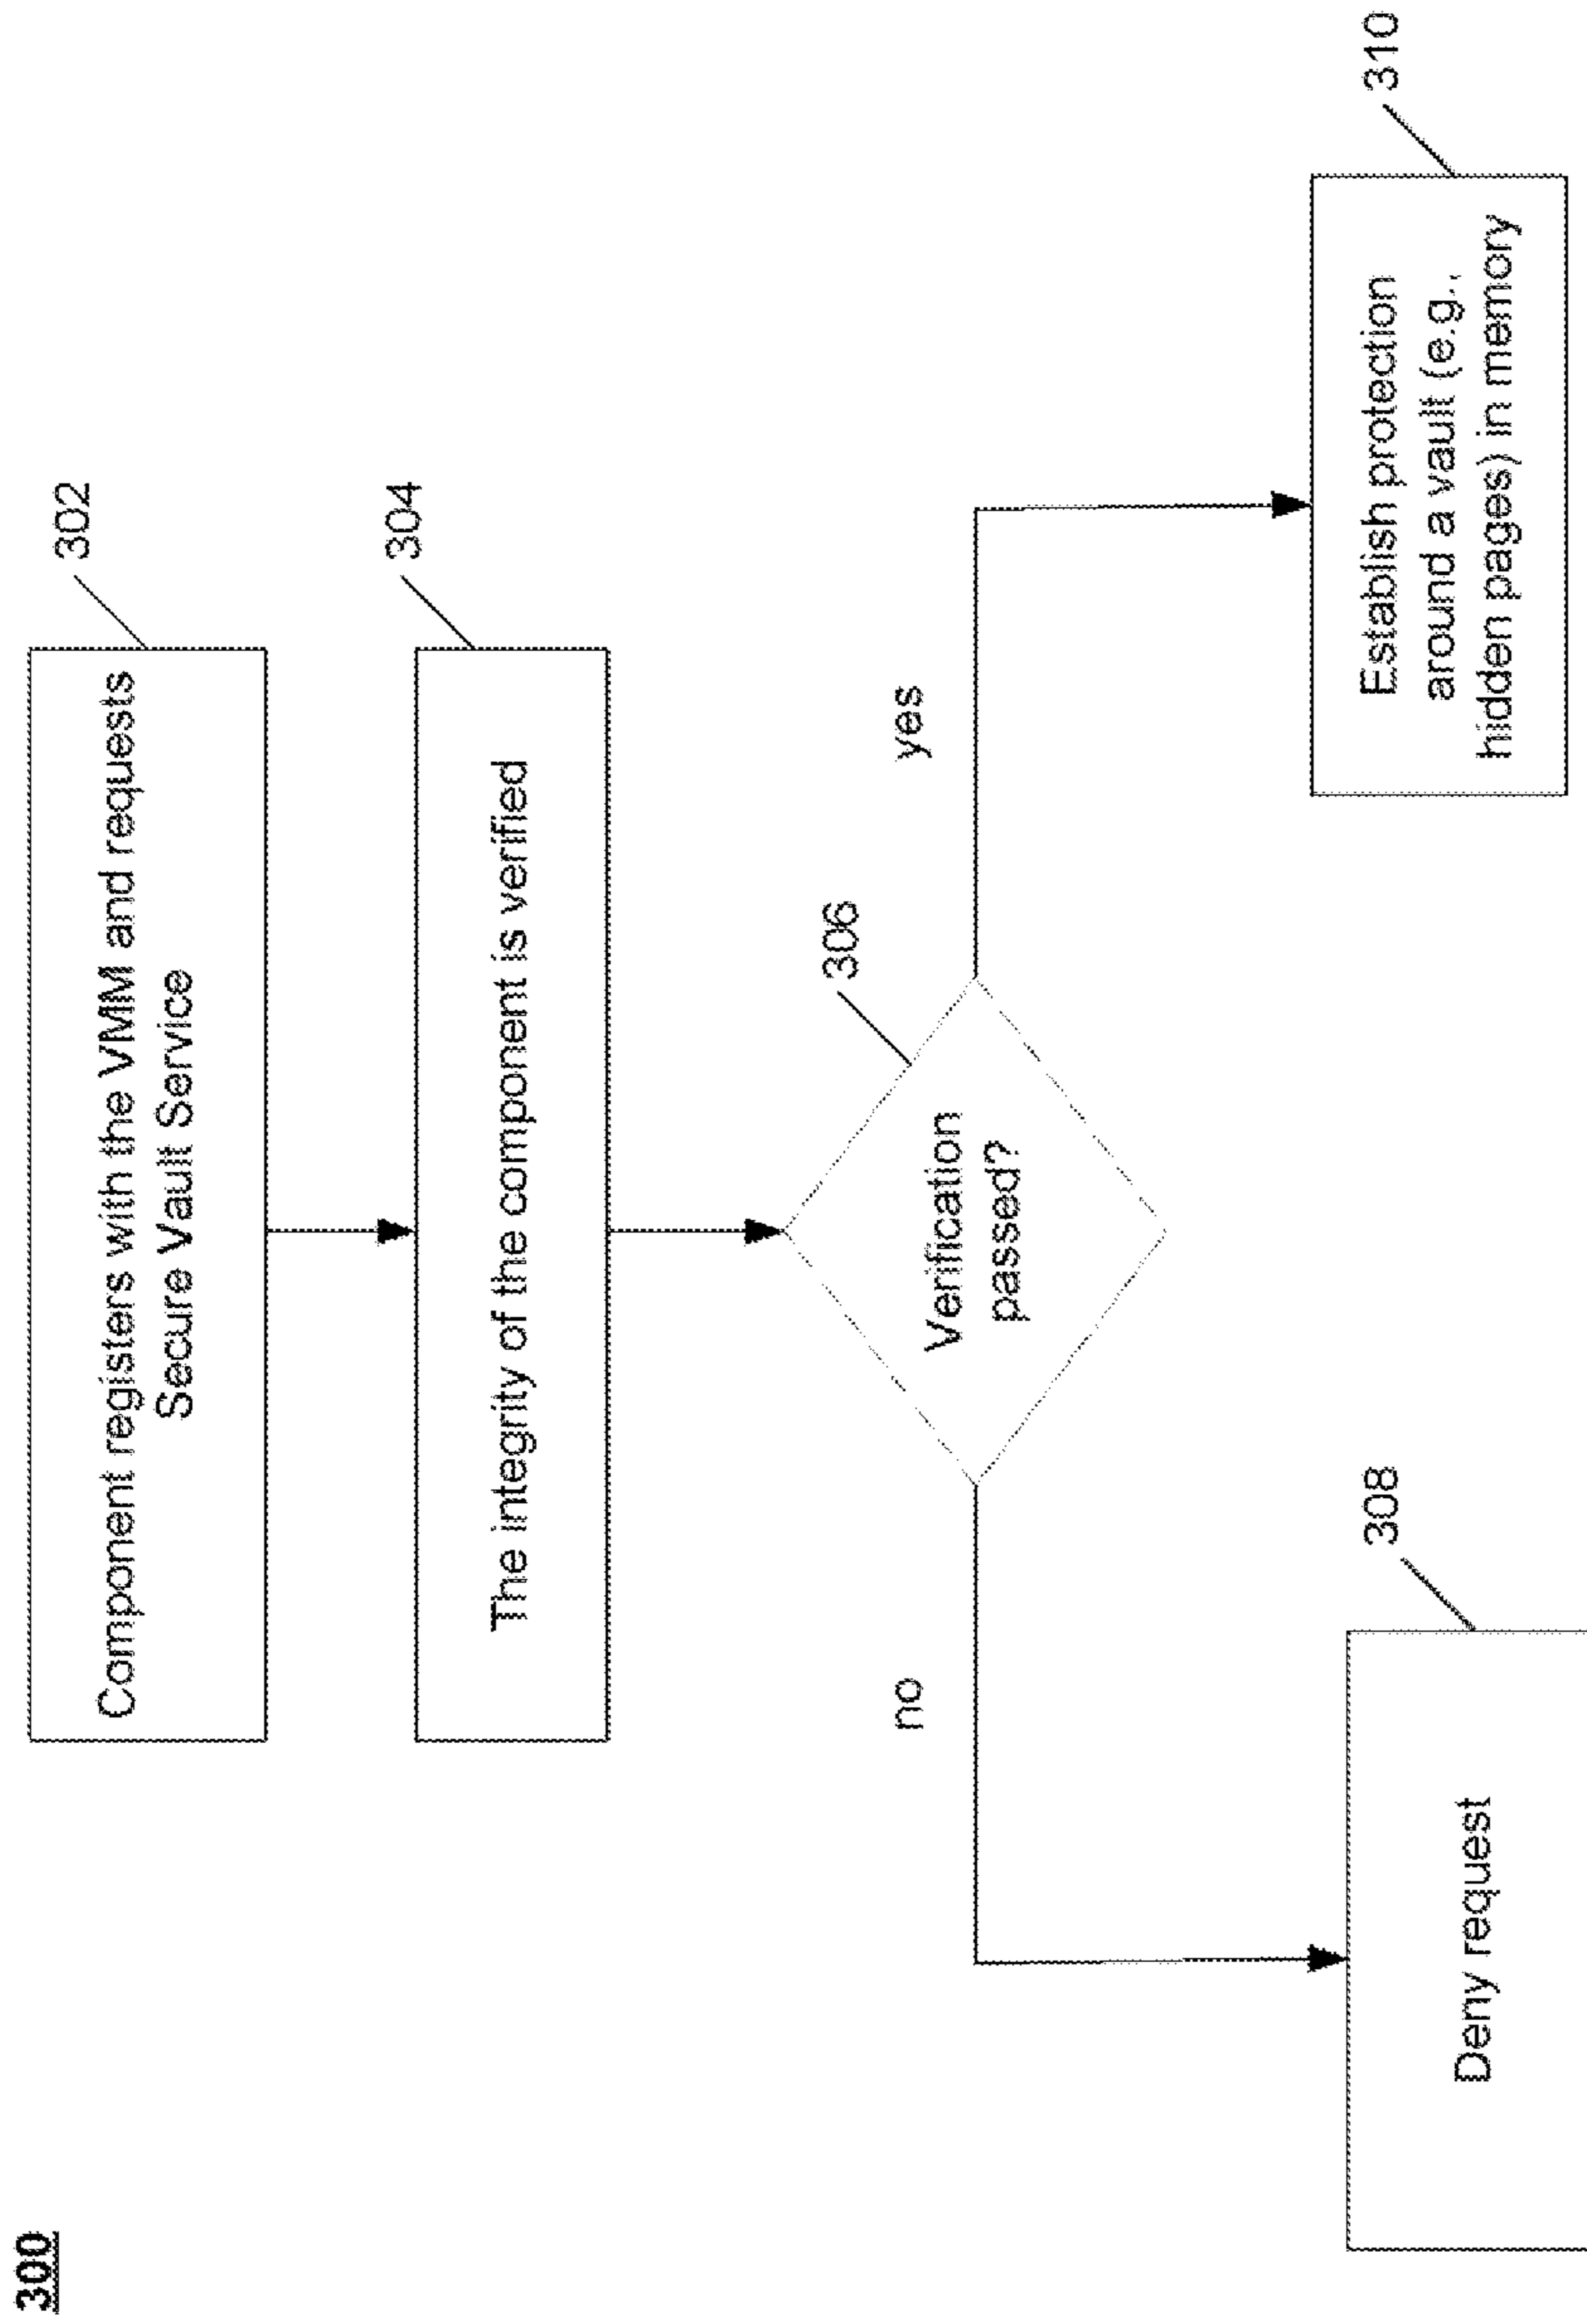 300
Component registers with the VMM and requests
Secure Vault Service
302
The integrity of the component is verified
304
Verification
passed?
306
no
yes
Deny request
308
Establish protection
around a vault (e.g.,
hidden pages) in memory
310